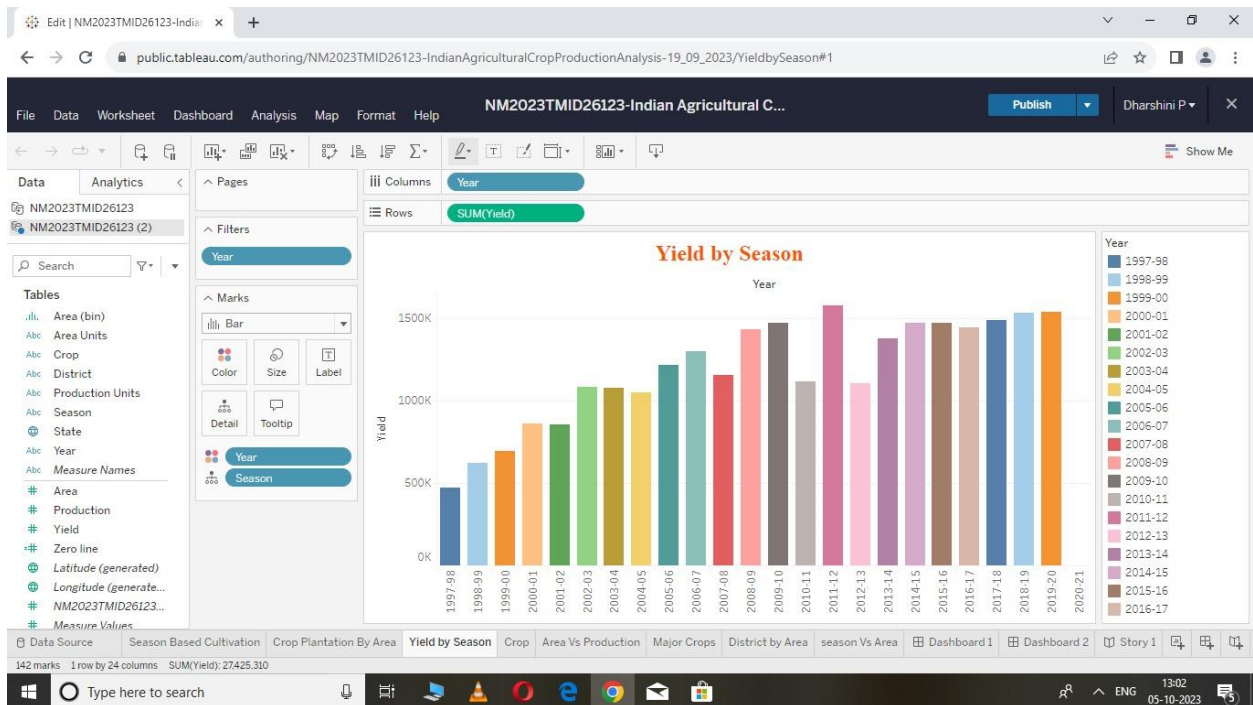 Edit | NM2023TMID26123-India
public.tableau.com/authoring/NM2023TMID26123-IndianAgriculturalCropProductionAnalysis-19_09_2023/YieldbySeason#1
File Data Worksheet Dashboard Analysis Map Format Help
NM2023TMID26123-Indian Agricultural C...
Publish
Dharshini P
Show Me
Data Analytics
NM2023TMID26123
NM2023TMID26123 (2)
Search
Tables
Area (bin)
Abc Area Units
Abc Crop
Abc District
Abc Production Units
Abc Season
State
Abc Year
Abc Measure Names
# Area
# Production
# Yield
=# Zero line
Latitude (generated)
Longitude (generate...
# NM2023TMID26123...
# Measure Values
Pages
Filters
Year
Marks
Bar
Color Size Label
Detail Tooltip
Year
Season
Columns Year
Rows SUM(Yield)
Yield by Season
Year
Yield
1500K
1000K
500K
0K
1997-98
1998-99
1999-00
2000-01
2001-02
2002-03
2003-04
2004-05
2005-06
2006-07
2007-08
2008-09
2009-10
2010-11
2011-12
2012-13
2013-14
2014-15
2015-16
2016-17
2017-18
2018-19
2019-20
2020-21
Year
1997-98
1998-99
1999-00
2000-01
2001-02
2002-03
2003-04
2004-05
2005-06
2006-07
2007-08
2008-09
2009-10
2010-11
2011-12
2012-13
2013-14
2014-15
2015-16
2016-17
Data Source Season Based Cultivation Crop Plantation By Area Yield by Season Crop Area Vs Production Major Crops District by Area season Vs Area Dashboard 1 Dashboard 2 Story 1
142 marks 1 row by 24 columns SUM(Yield): 27,425.310
Type here to search
ENG
13:02
05-10-2023
5